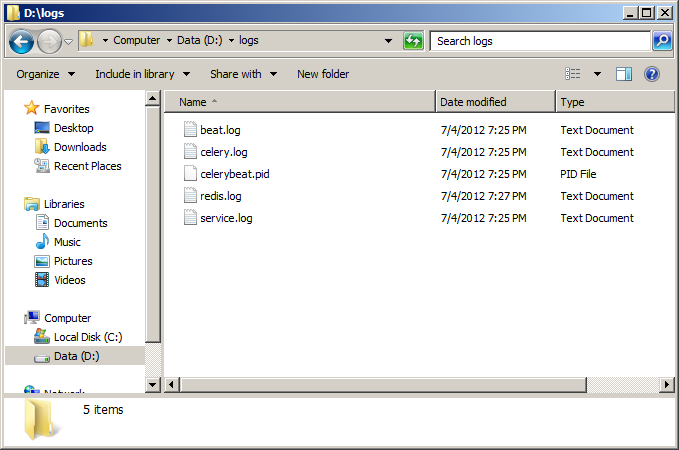 D:\logs
Computer Data (D:) logs
Search logs
Organize Include in library Share with New folder
Name Date modified Type
Favorites
Desktop
Downloads
Recent Places
Libraries
Documents
Music
Pictures
Videos
Computer
Local Disk (C:)
Data (D:)
Network
beat.log 7/4/2012 7:25 PM Text Document
celery.log 7/4/2012 7:25 PM Text Document
celerybeat.pid 7/4/2012 7:25 PM PID File
redis.log 7/4/2012 7:27 PM Text Document
service.log 7/4/2012 7:25 PM Text Document
5 items